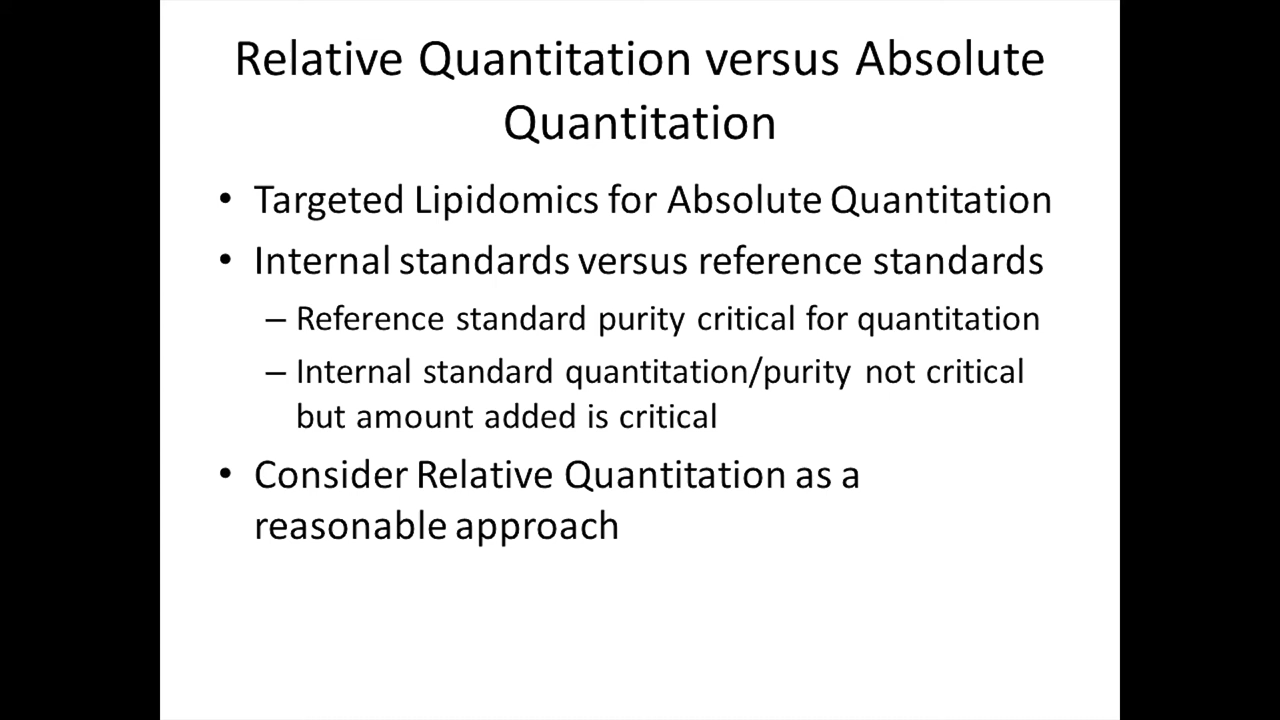 Relative Quantitation versus Absolute
Quantitation
• Targeted Lipidomics for Absolute Quantitation
• Internal standards versus reference standards
– Reference standard purity critical for quantitation
– Internal standard quantitation/purity not critical
but amount added is critical
• Consider Relative Quantitation as a
reasonable approach